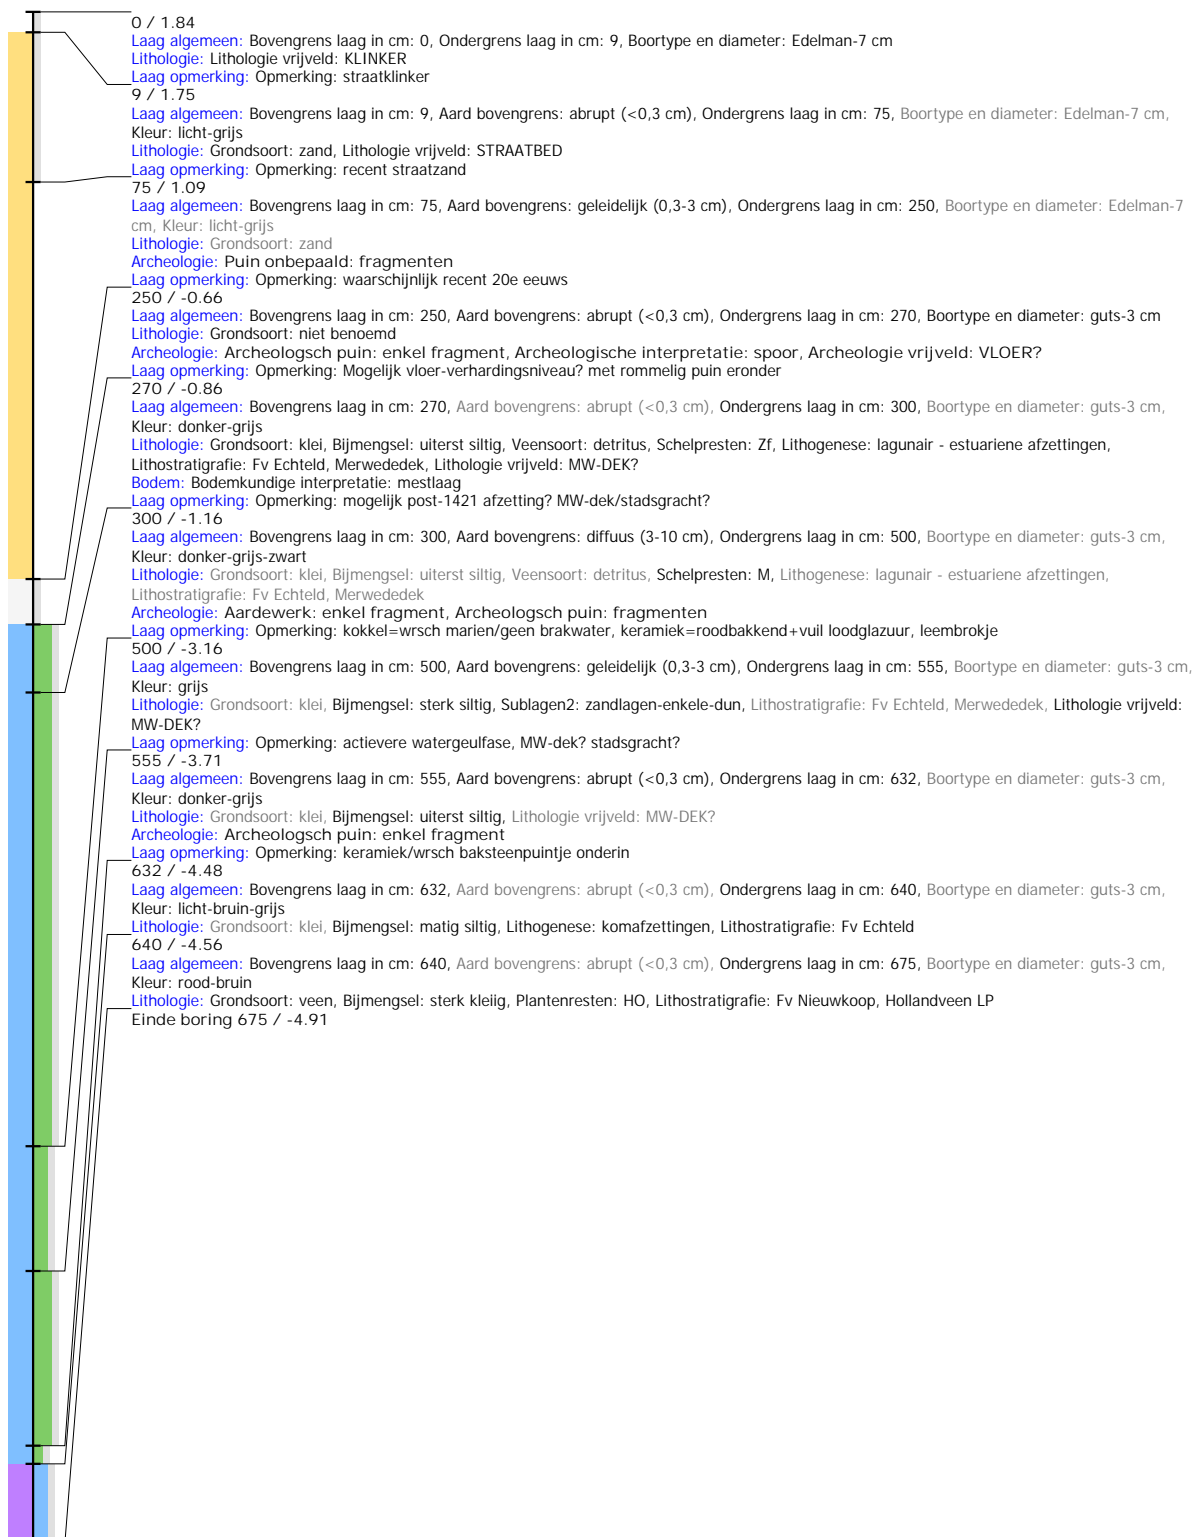 0 / 1.84
Laag algemeen: Bovengrens laag in cm: 0, Ondergrens laag in cm: 9, Boortype en diameter: Edelman-7 cm
Lithologie: Lithologie vrijveld: KLINKER
Laag opmerking: Opmerking: straatklinker
9 / 1.75
Laag algemeen: Bovengrens laag in cm: 9, Aard bovengrens: abrupt (<0,3 cm), Ondergrens laag in cm: 75, Boortype en diameter: Edelman-7 cm,
Kleur: licht-grijs
Lithologie: Grondsoort: zand, Lithologie vrijveld: STRAATBED
Laag opmerking: Opmerking: recent straatzand
75 / 1.09
Laag algemeen: Bovengrens laag in cm: 75, Aard bovengrens: geleidelijk (0,3-3 cm), Ondergrens laag in cm: 250, Boortype en diameter: Edelman-7
cm, Kleur: licht-grijs
Lithologie: Grondsoort: zand
Archeologie: Puin onbepaald: fragmenten
Laag opmerking: Opmerking: waarschijnlijk recent 20e eeuws
250 / -0.66
Laag algemeen: Bovengrens laag in cm: 250, Aard bovengrens: abrupt (<0,3 cm), Ondergrens laag in cm: 270, Boortype en diameter: guts-3 cm
Lithologie: Grondsoort: niet benoemd
Archeologie: Archeologsch puin: enkel fragment, Archeologische interpretatie: spoor, Archeologie vrijveld: VLOER?
Laag opmerking: Opmerking: Mogelijk vloer-verhardingsniveau? met rommelig puin eronder
270 / -0.86
Laag algemeen: Bovengrens laag in cm: 270, Aard bovengrens: abrupt (<0,3 cm), Ondergrens laag in cm: 300, Boortype en diameter: guts-3 cm,
Kleur: donker-grijs
Lithologie: Grondsoort: klei, Bijmengsel: uiterst siltig, Veensoort: detritus, Schelpresten: Zf, Lithogenese: lagunair - estuariene afzettingen,
Lithostratigrafie: Fv Echteld, Merwededek, Lithologie vrijveld: MW-DEK?
Bodem: Bodemkundige interpretatie: mestlaag
Laag opmerking: Opmerking: mogelijk post-1421 afzetting? MW-dek/stadsgracht?
300 / -1.16
Laag algemeen: Bovengrens laag in cm: 300, Aard bovengrens: diffuus (3-10 cm), Ondergrens laag in cm: 500, Boortype en diameter: guts-3 cm,
Kleur: donker-grijs-zwart
Lithologie: Grondsoort: klei, Bijmengsel: uiterst siltig, Veensoort: detritus, Schelpresten: M, Lithogenese: lagunair - estuariene afzettingen,
Lithostratigrafie: Fv Echteld, Merwededek
Archeologie: Aardewerk: enkel fragment, Archeologsch puin: fragmenten
Laag opmerking: Opmerking: kokkel=wrsch marien/geen brakwater, keramiek=roodbakkend+vuil loodglazuur, leembrokje
500 / -3.16
Laag algemeen: Bovengrens laag in cm: 500, Aard bovengrens: geleidelijk (0,3-3 cm), Ondergrens laag in cm: 555, Boortype en diameter: guts-3 cm,
Kleur: grijs
Lithologie: Grondsoort: klei, Bijmengsel: sterk siltig, Sublagen2: zandlagen-enkele-dun, Lithostratigrafie: Fv Echteld, Merwededek, Lithologie vrijveld:
MW-DEK?
Laag opmerking: Opmerking: actievere watergeulfase, MW-dek? stadsgracht?
555 / -3.71
Laag algemeen: Bovengrens laag in cm: 555, Aard bovengrens: abrupt (<0,3 cm), Ondergrens laag in cm: 632, Boortype en diameter: guts-3 cm,
Kleur: donker-grijs
Lithologie: Grondsoort: klei, Bijmengsel: uiterst siltig, Lithologie vrijveld: MW-DEK?
Archeologie: Archeologsch puin: enkel fragment
Laag opmerking: Opmerking: keramiek/wrsch baksteenpuintje onderin
632 / -4.48
Laag algemeen: Bovengrens laag in cm: 632, Aard bovengrens: abrupt (<0,3 cm), Ondergrens laag in cm: 640, Boortype en diameter: guts-3 cm,
Kleur: licht-bruin-grijs
Lithologie: Grondsoort: klei, Bijmengsel: matig siltig, Lithogenese: komafzettingen, Lithostratigrafie: Fv Echteld
640 / -4.56
Laag algemeen: Bovengrens laag in cm: 640, Aard bovengrens: abrupt (<0,3 cm), Ondergrens laag in cm: 675, Boortype en diameter: guts-3 cm,
Kleur: rood-bruin
Lithologie: Grondsoort: veen, Bijmengsel: sterk kleiig, Plantenresten: HO, Lithostratigrafie: Fv Nieuwkoop, Hollandveen LP
Einde boring 675 / -4.91